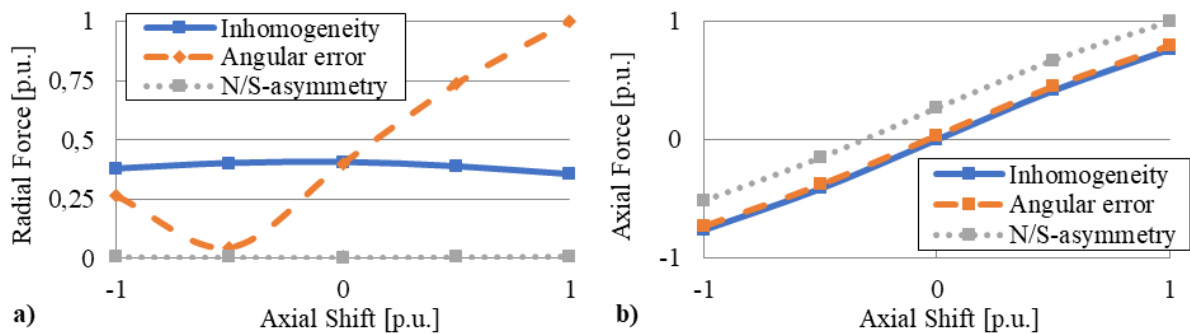 Radial Force [p.u.]
1
0,75
0,5
0,25
0
Inhomogeneity
Angular error
N/S-asymmetry
-1
0
1
a)
Axial Shift [p.u.]
Axial Force [p.u.]
1
0
-1
Inhomogeneity
Angular error
N/S-asymmetry
-1
0
1
b)
Axial Shift [p.u.]